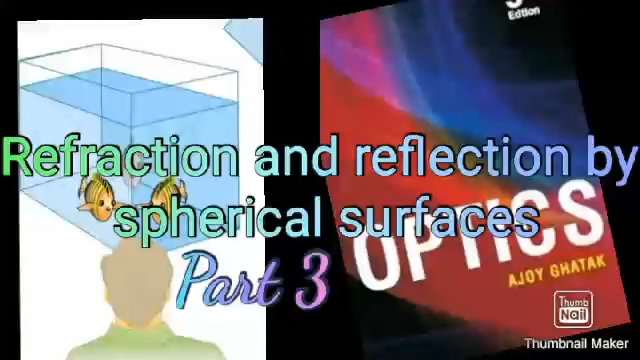 Edition
Refraction and reflection by
spherical surfaces
Part 3
OPTICS
AJOY GHATAK
Thumb
Nail
Thumbnail Maker